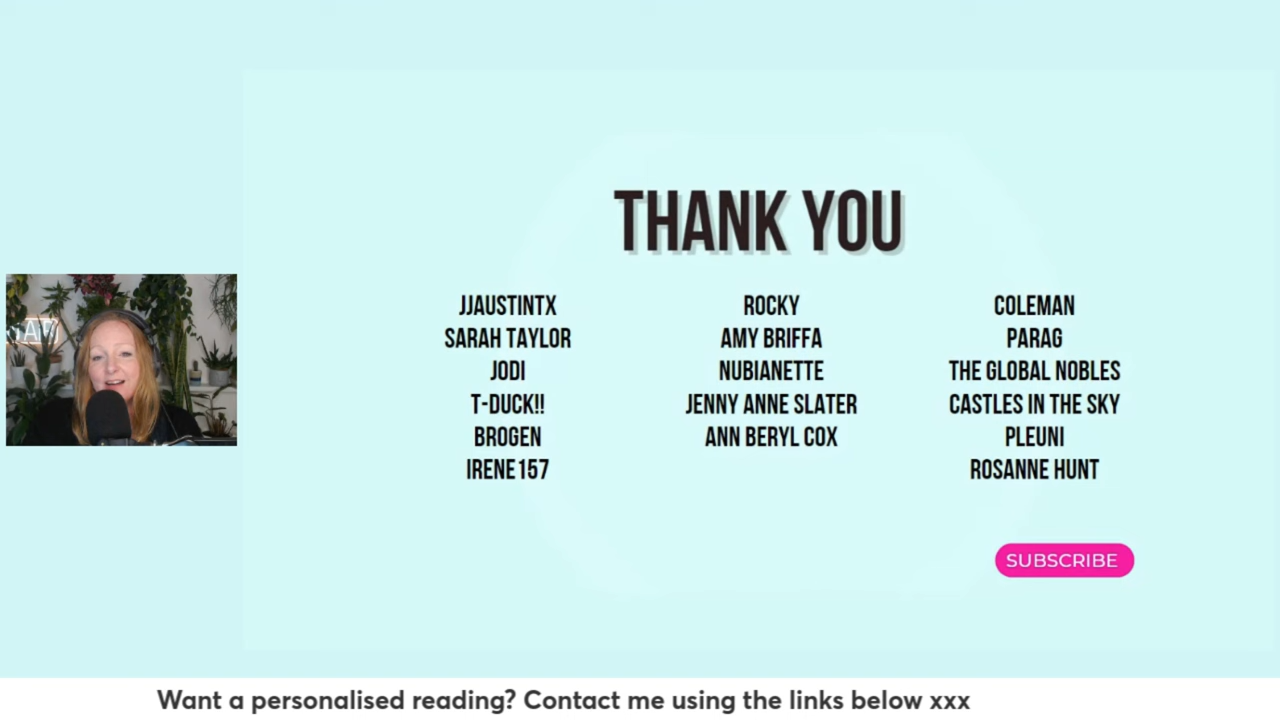 THANK YOU
JJAUSTINTX
SARAH TAYLOR
JODI
T-DUCK!!
BROGEN
IRENE157
ROCKY
AMY BRIFFA
NUBIANETTE
JENNY ANNE SLATER
ANN BERYL COX
COLEMAN
PARAG
THE GLOBAL NOBLES
CASTLES IN THE SKY
PLEUNI
ROSANNE HUNT
SUBSCRIBE
Want a personalised reading? Contact me using the links below xxx